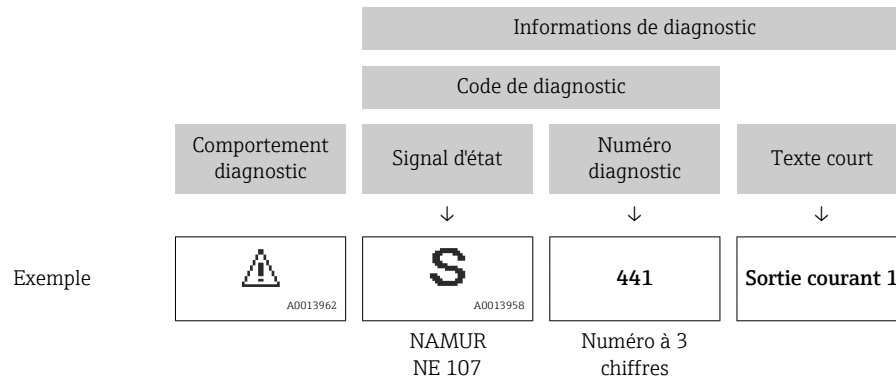 Informations de diagnostic
Code de diagnostic
Comportement
diagnostic
Signal d'état
Numéro
diagnostic
Texte court
↓ ↓ ↓
Exemple
A0013962
S
A0013958
441
Sortie courant 1
NAMUR
NE 107
Numéro à 3
chiffres